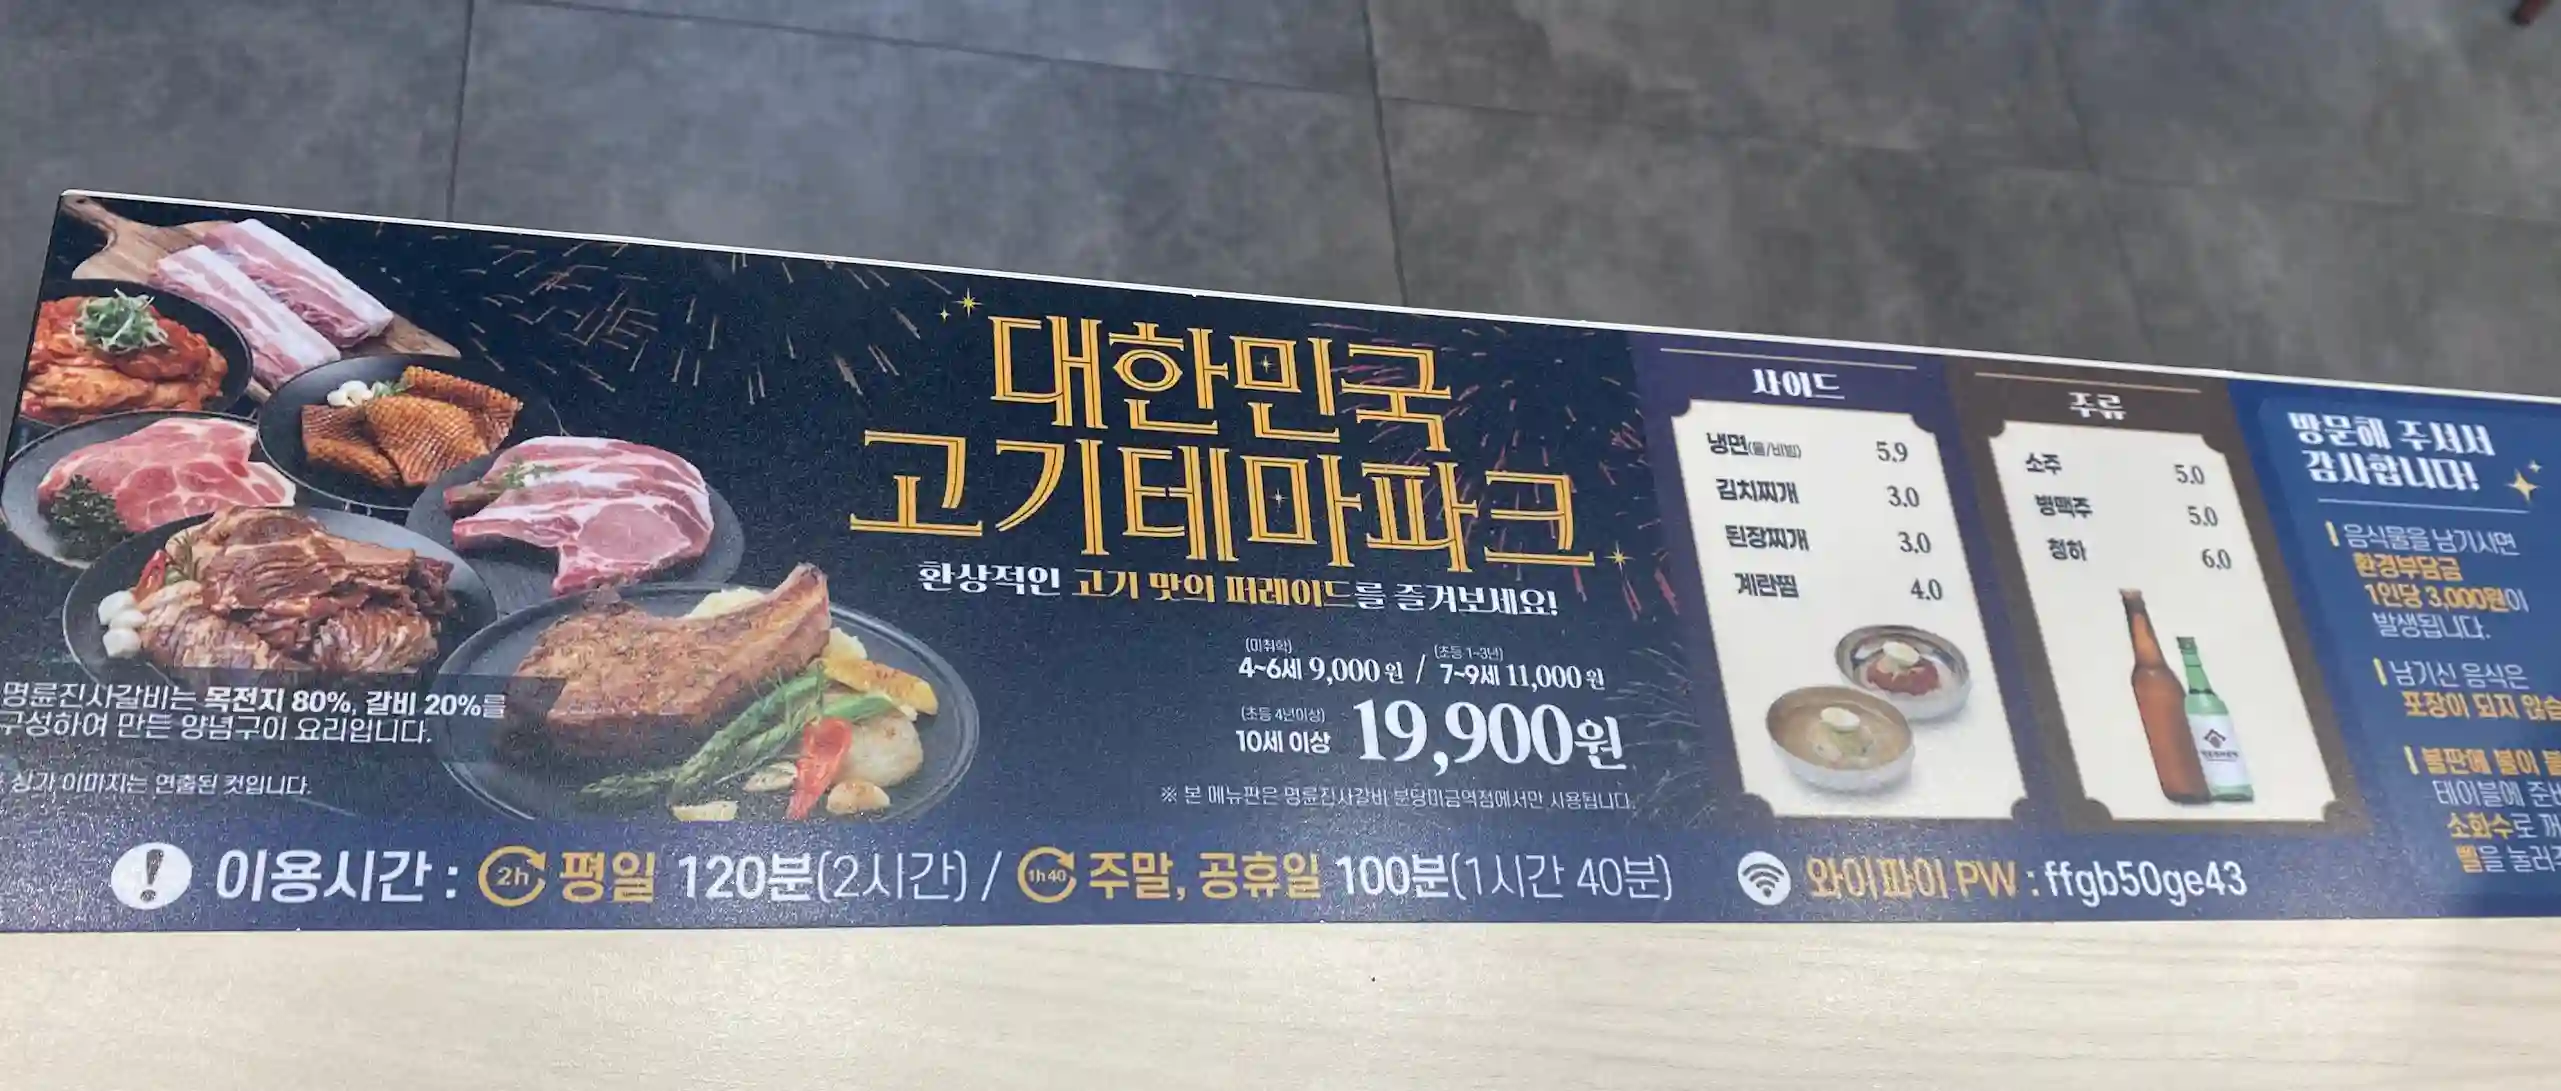 대한민국
고기테마파크
환상적인 고기 맛의 퍼레이드를 즐겨보세요!
(미취학) (초등 1~3년)
4~6세 9,000원 / 7~9세 11,000원
(초등 4년이상)
10세 이상 19,900원
※ 본 메뉴판은 명륜진사갈비 분당미금역점에서만 사용됩니다.
명륜진사갈비는 목전지 80%, 갈비 20%를
구성하여 만든 양념구이 요리입니다.
상기 이미지는 연출된 컷입니다.
사이드
냉면(물/비빔) 5.9
김치찌개 3.0
된장찌개 3.0
계란찜 4.0
주류
소주 5.0
병맥주 5.0
청하 6.0
방문해 주셔서
감사합니다!
음식물을 남기시면
환경부담금
1인당 3,000원이
발생됩니다.
남기신 음식은
포장이 되지 않습
불판에 불이 붙
테이블에 준비
소화수로 꺼
벨을 눌러주
이용시간 : 2h 평일 120분(2시간) / 1h40 주말, 공휴일 100분(1시간 40분)
와이파이 PW : ffgb50ge43